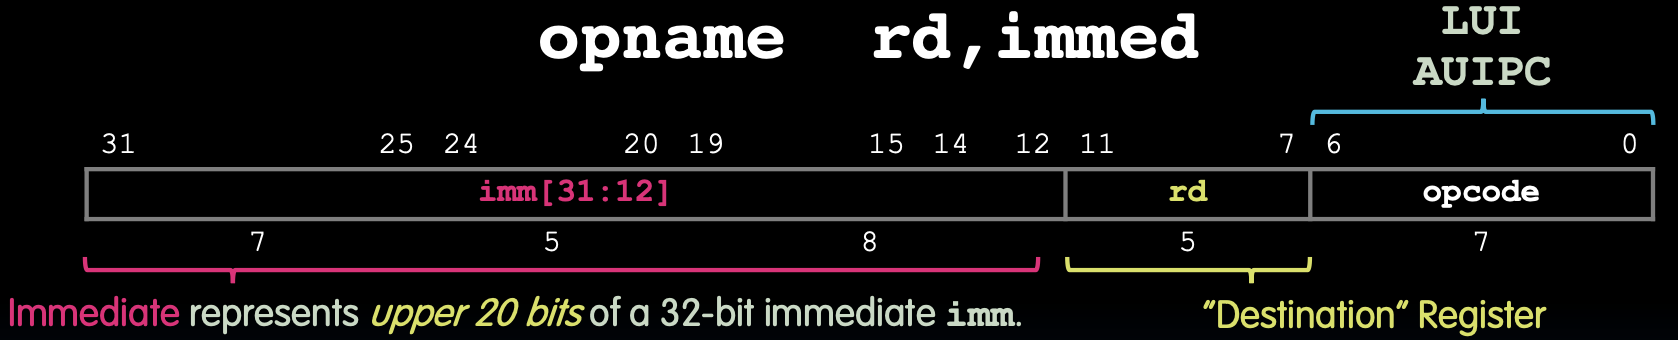 opname rd,immed
LUI
AUIPC
31 25 24 20 19 15 14 12 11 7 6 0
imm[31:12] rd opcode
7 5 8 5 7
Immediate represents upper 20 bits of a 32-bit immediate imm.
"Destination" Register